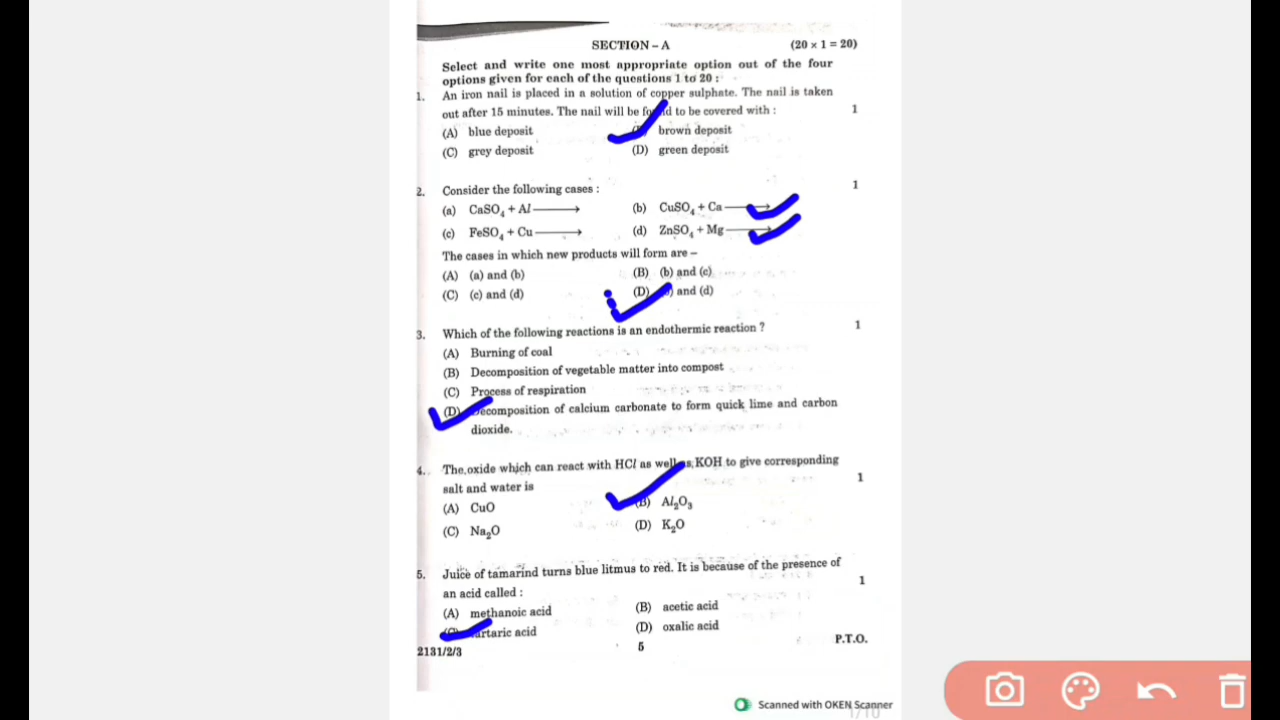 SECTION – A (20 × 1 = 20)
Select and write one most appropriate option out of the four
options given for each of the questions 1 to 20 :
1. An iron nail is placed in a solution of copper sulphate. The nail is taken
out after 15 minutes. The nail will be to be covered with : 1
(A) blue deposit brown deposit
(C) grey deposit (D) green deposit
2. Consider the following cases : 1
(a) CaSO₄ + Al ⟶ (b) CuSO₄ + Ca ⟶
(c) FeSO₄ + Cu ⟶ (d) ZnSO₄ + Mg ⟶
The cases in which new products will form are –
(A) (a) and (b) (B) (b) and (c)
(C) (c) and (d) (D) and (d)
3. Which of the following reactions is an endothermic reaction ? 1
(A) Burning of coal
(B) Decomposition of vegetable matter into compost
(C) Process of respiration
(D) Decomposition of calcium carbonate to form quick lime and carbon
dioxide.
4. The oxide which can react with HCl as well as KOH to give corresponding
salt and water is 1
(A) CuO (B) Al₂O₃
(C) Na₂O (D) K₂O
5. Juice of tamarind turns blue litmus to red. It is because of the presence of
an acid called : 1
(A) methanoic acid (B) acetic acid
(C) tartaric acid (D) oxalic acid
2131/2/3 5 P.T.O.
Scanned with OKEN Scanner
1/10